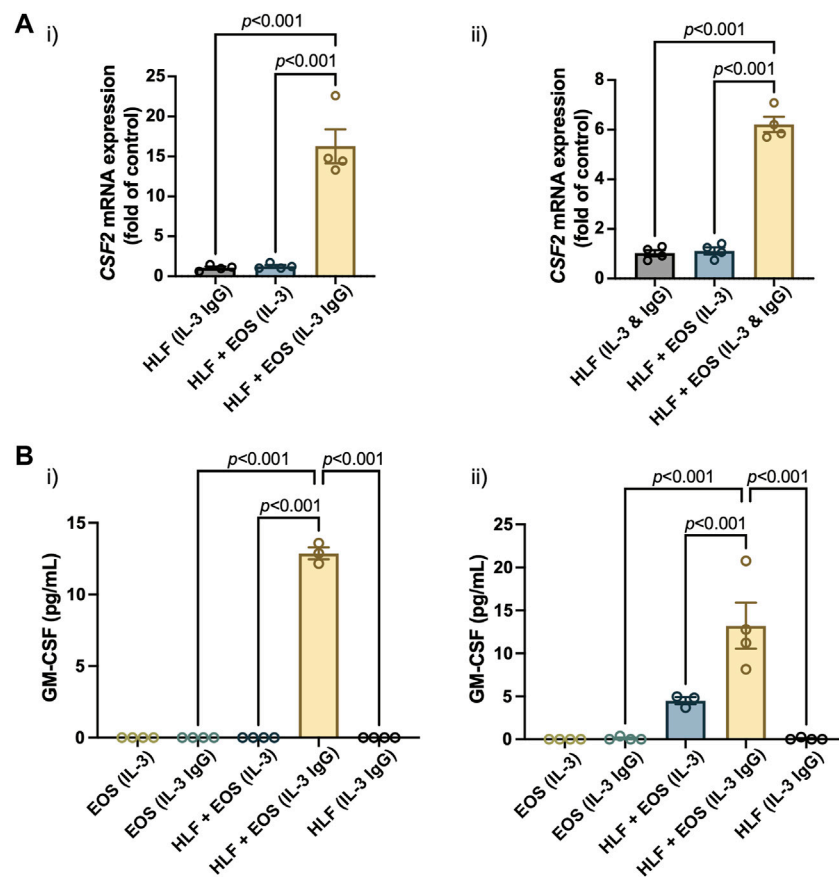 A
i)
p<0.001
p<0.001
CSF2 mRNA expression
(fold of control)
25
20
15
10
5
0
HLF (IL-3 IgG)
HLF + EOS (IL-3)
HLF + EOS (IL-3 IgG)
ii)
p<0.001
p<0.001
CSF2 mRNA expression
(fold of control)
8
6
4
2
0
HLF (IL-3 & IgG)
HLF + EOS (IL-3)
HLF + EOS (IL-3 & IgG)
B
i)
p<0.001 p<0.001
p<0.001
GM-CSF (pg/mL)
15
10
5
0
EOS (IL-3)
EOS (IL-3 IgG)
HLF + EOS (IL-3)
HLF + EOS (IL-3 IgG)
HLF (IL-3 IgG)
ii)
p<0.001 p<0.001
p<0.001
GM-CSF (pg/mL)
25
20
15
10
5
0
EOS (IL-3)
EOS (IL-3 IgG)
HLF + EOS (IL-3)
HLF + EOS (IL-3 IgG)
HLF (IL-3 IgG)